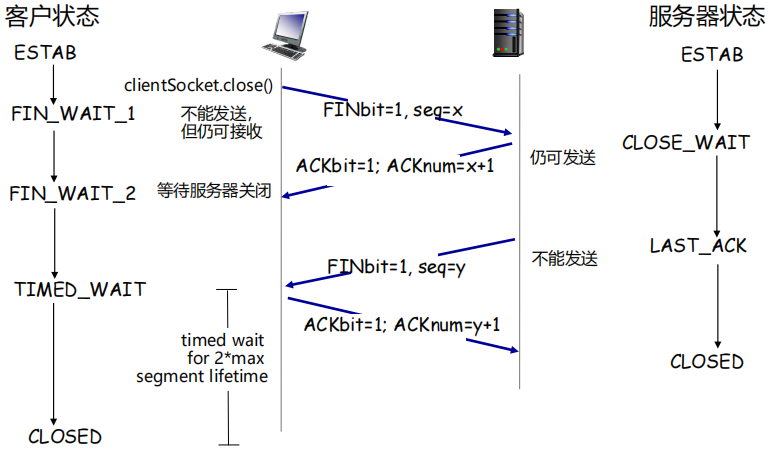 客户状态
服务器状态
ESTAB
ESTAB
clientSocket.close()
FINbit=1, seq=x
FIN_WAIT_1
不能发送,
但仍可接收
CLOSE_WAIT
仍可发送
ACKbit=1; ACKnum=x+1
FIN_WAIT_2
等待服务器关闭
LAST_ACK
不能发送
FINbit=1, seq=y
TIMED_WAIT
ACKbit=1; ACKnum=y+1
timed wait
for 2*max
segment lifetime
CLOSED
CLOSED